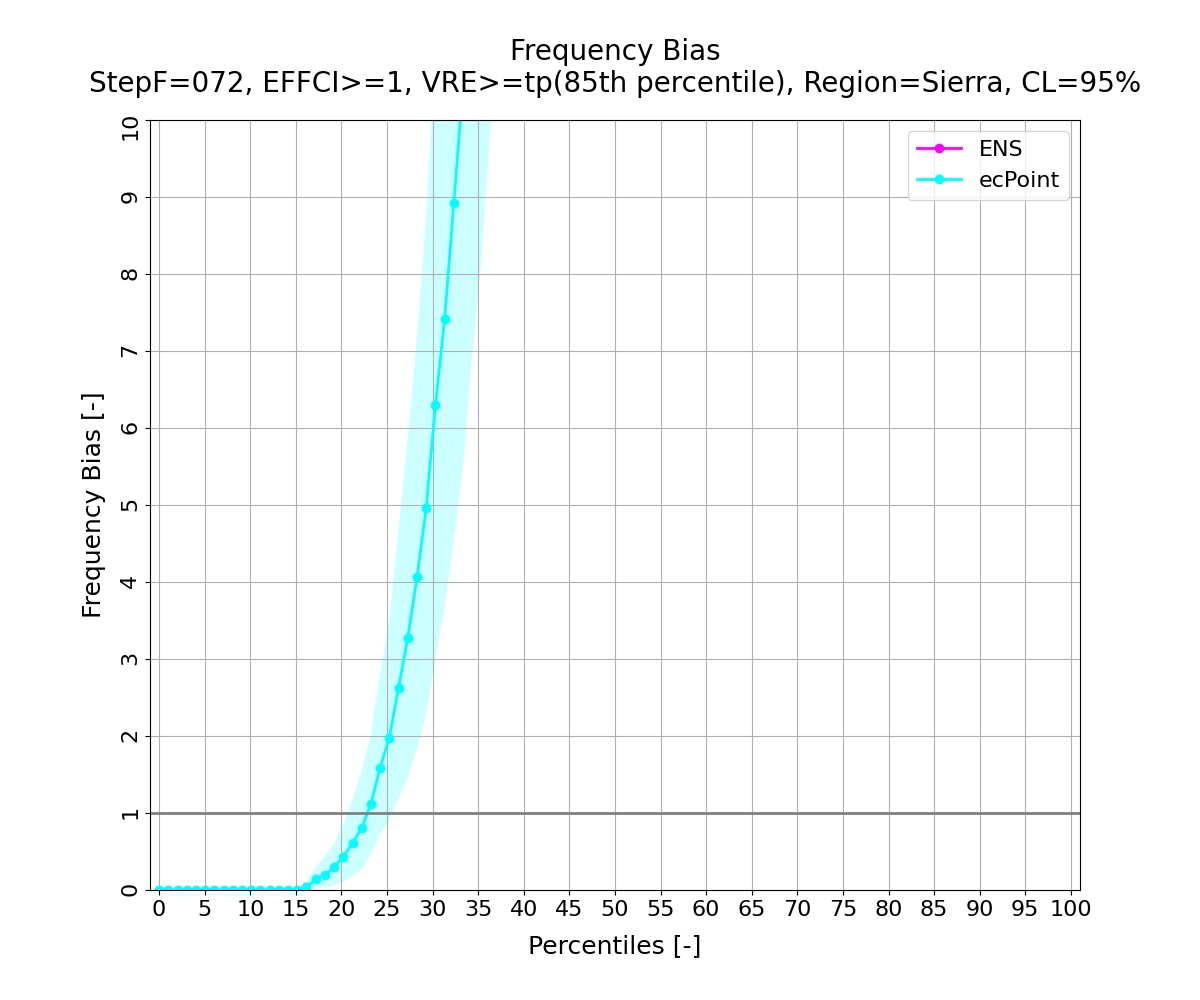 Frequency Bias
StepF=072, EFFCI>=1, VRE>=tp(85th percentile), Region=Sierra, CL=95%
10
9
8
7
6
5
4
3
2
1
0
Frequency Bias [-]
ENS
ecPoint
0 5 10 15 20 25 30 35 40 45 50 55 60 65 70 75 80 85 90 95 100
Percentiles [-]